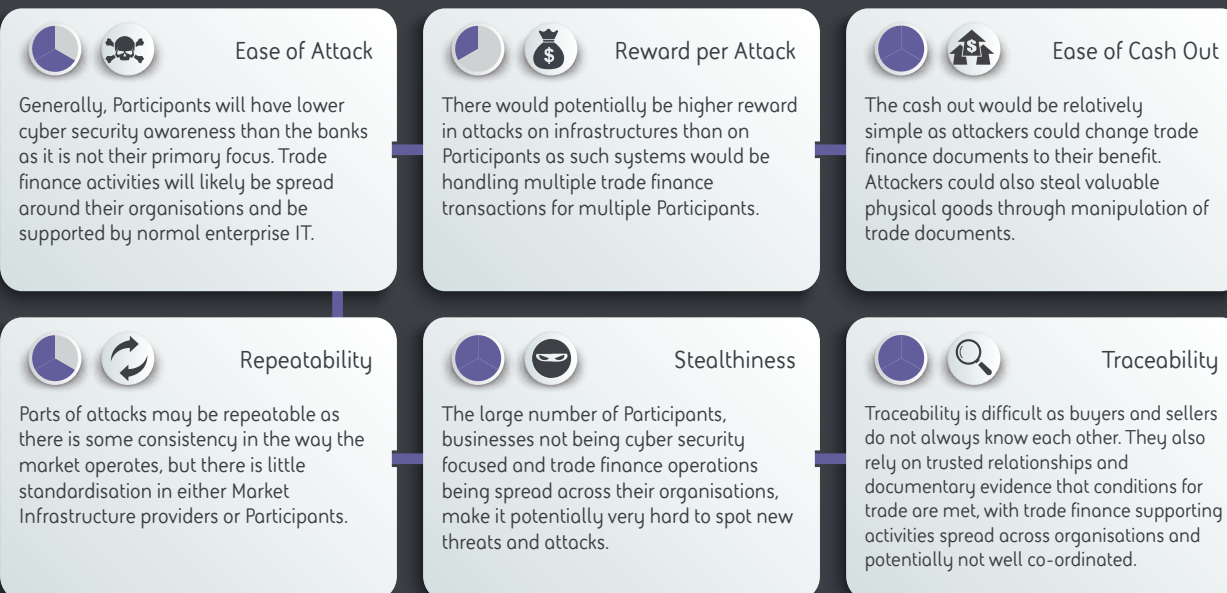 Ease of Attack
Generally, Participants will have lower
cyber security awareness than the banks
as it is not their primary focus. Trade
finance activities will likely be spread
around their organisations and be
supported by normal enterprise IT.
$
Reward per Attack
There would potentially be higher reward
in attacks on infrastructures than on
Participants as such systems would be
handling multiple trade finance
transactions for multiple Participants.
$
Ease of Cash Out
The cash out would be relatively
simple as attackers could change trade
finance documents to their benefit.
Attackers could also steal valuable
physical goods through manipulation of
trade documents.
Repeatability
Parts of attacks may be repeatable as
there is some consistency in the way the
market operates, but there is little
standardisation in either Market
Infrastructure providers or Participants.
Stealthiness
The large number of Participants,
businesses not being cyber security
focused and trade finance operations
being spread across their organisations,
make it potentially very hard to spot new
threats and attacks.
Traceability
Traceability is difficult as buyers and sellers
do not always know each other. They also
rely on trusted relationships and
documentary evidence that conditions for
trade are met, with trade finance supporting
activities spread across organisations and
potentially not well co-ordinated.